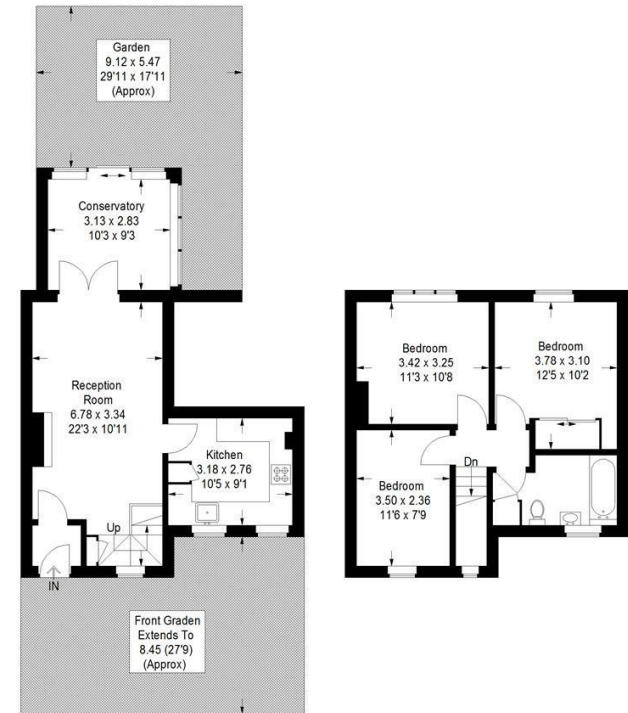 Garden
9.12 x 5.47
29'11 x 17'11
(Approx)
Conservatory
3.13 x 2.83
10'3 x 9'3
Reception
Room
6.78 x 3.34
22'3 x 10'11
Kitchen
3.18 x 2.76
10'5 x 9'1
Up
IN
Front Graden
Extends To
8.45 (27'9)
(Approx)
Bedroom
3.42 x 3.25
11'3 x 10'8
Bedroom
3.78 x 3.10
12'5 x 10'2
Bedroom
3.50 x 2.36
11'6 x 7'9
Dn